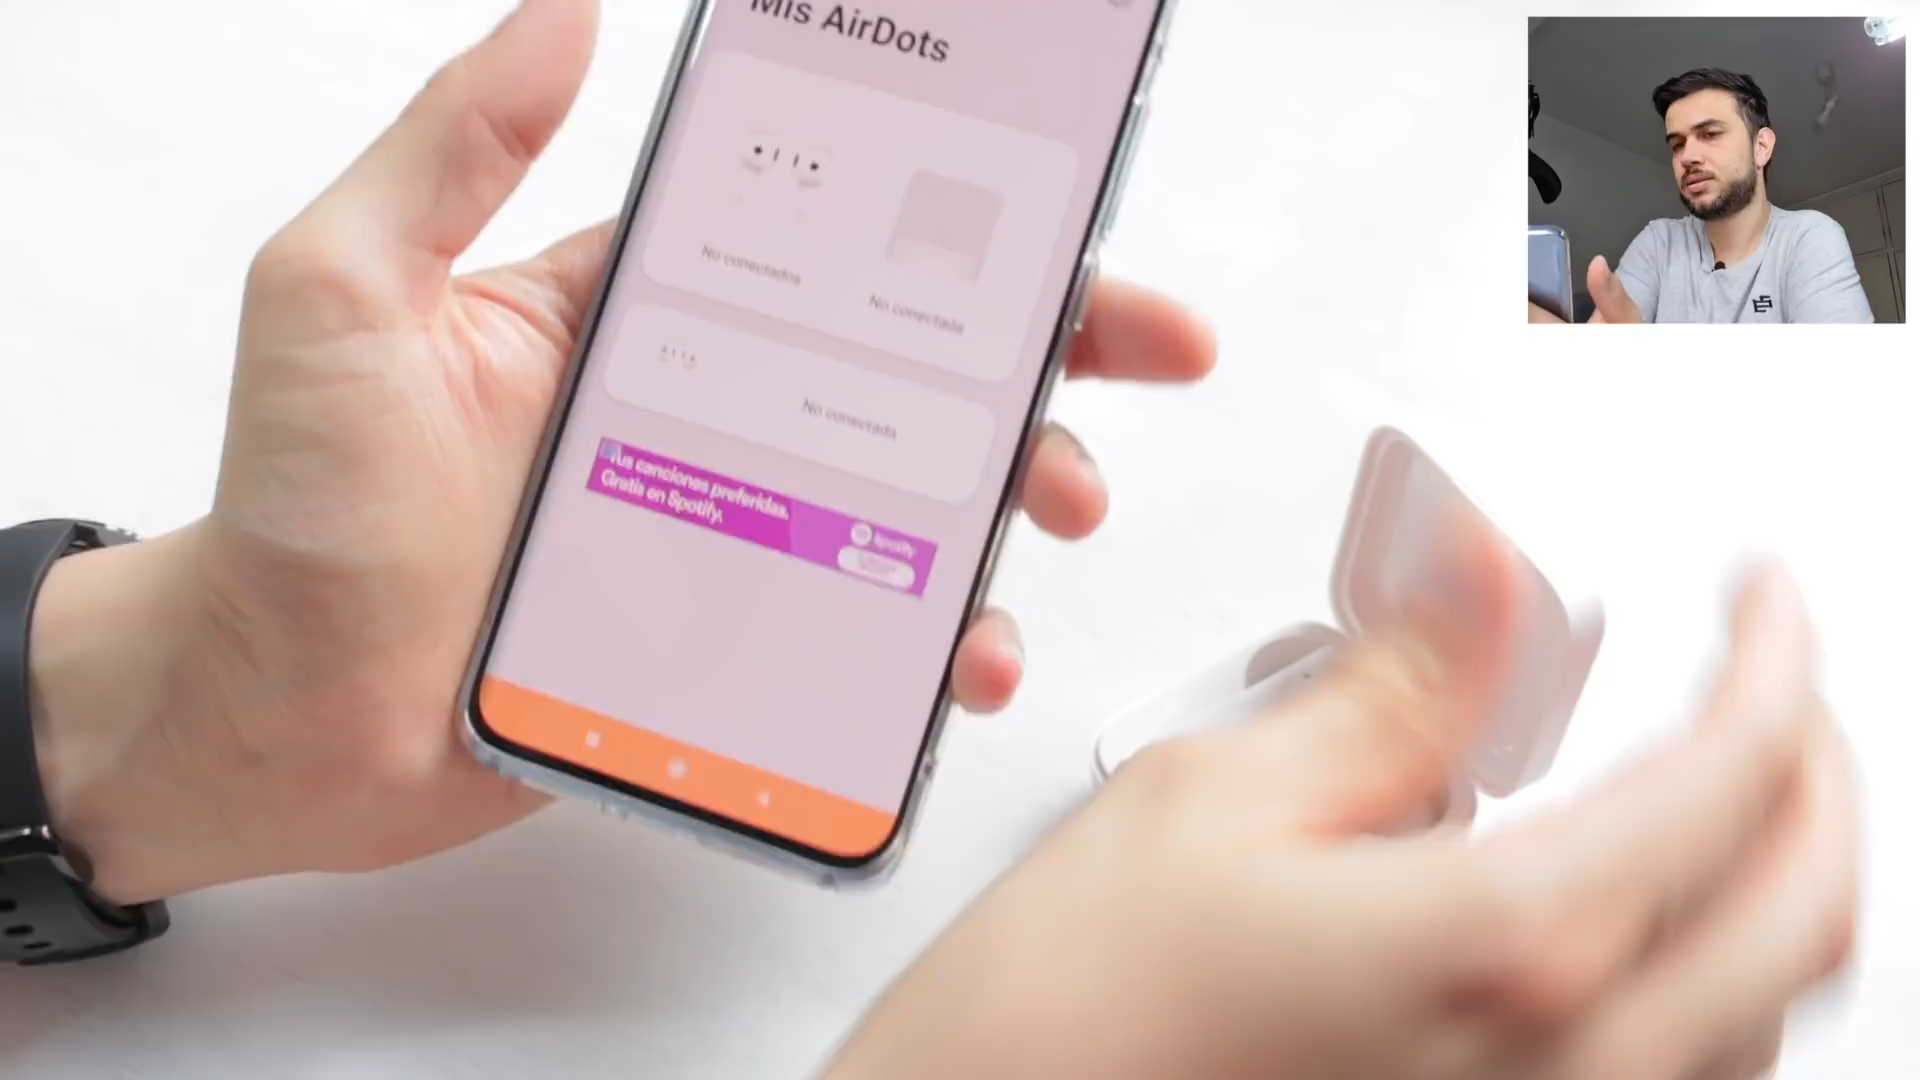 Mis AirDots
No conectados
No conectada
No conectada
Tus canciones preferidas.
Gratis en Spotify.
Spotify